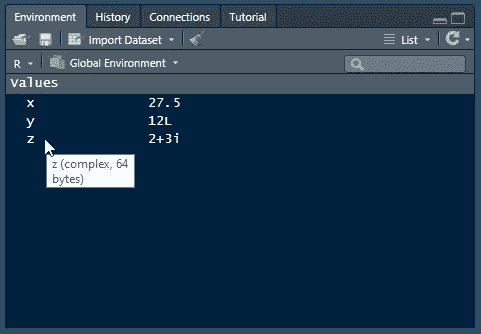 Environment History Connections Tutorial
Import Dataset List
R Global Environment
Values
x 27.5
y 12L
z 2+3i
z (complex, 64
bytes)